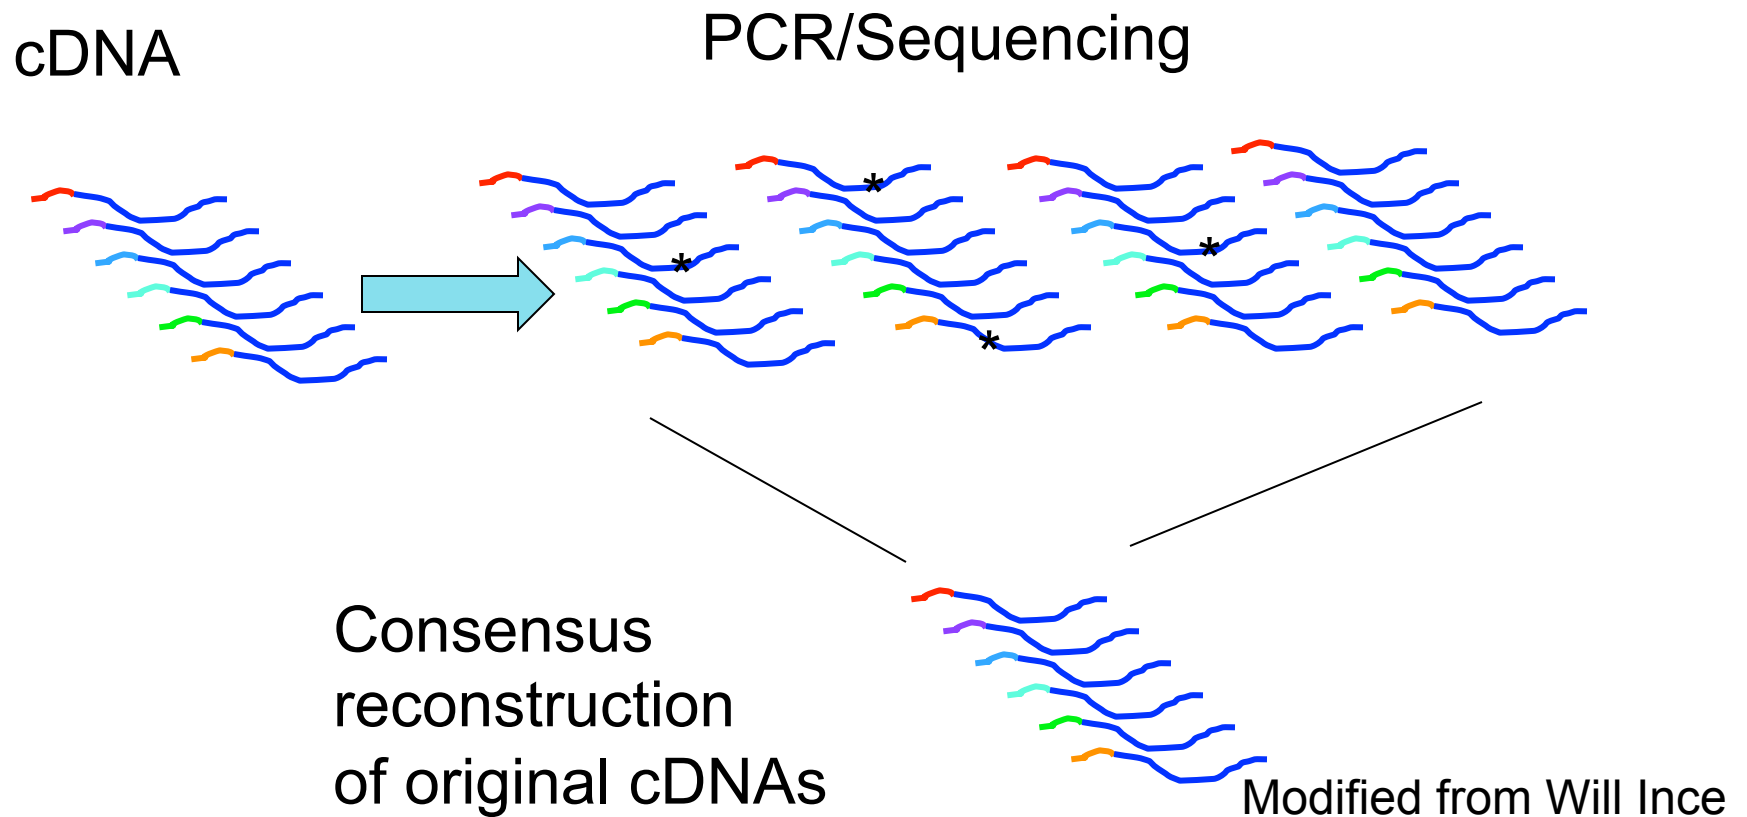 cDNA
PCR/Sequencing
*
*
*
*
Consensus
reconstruction
of original cDNAs
Modified from Will Ince